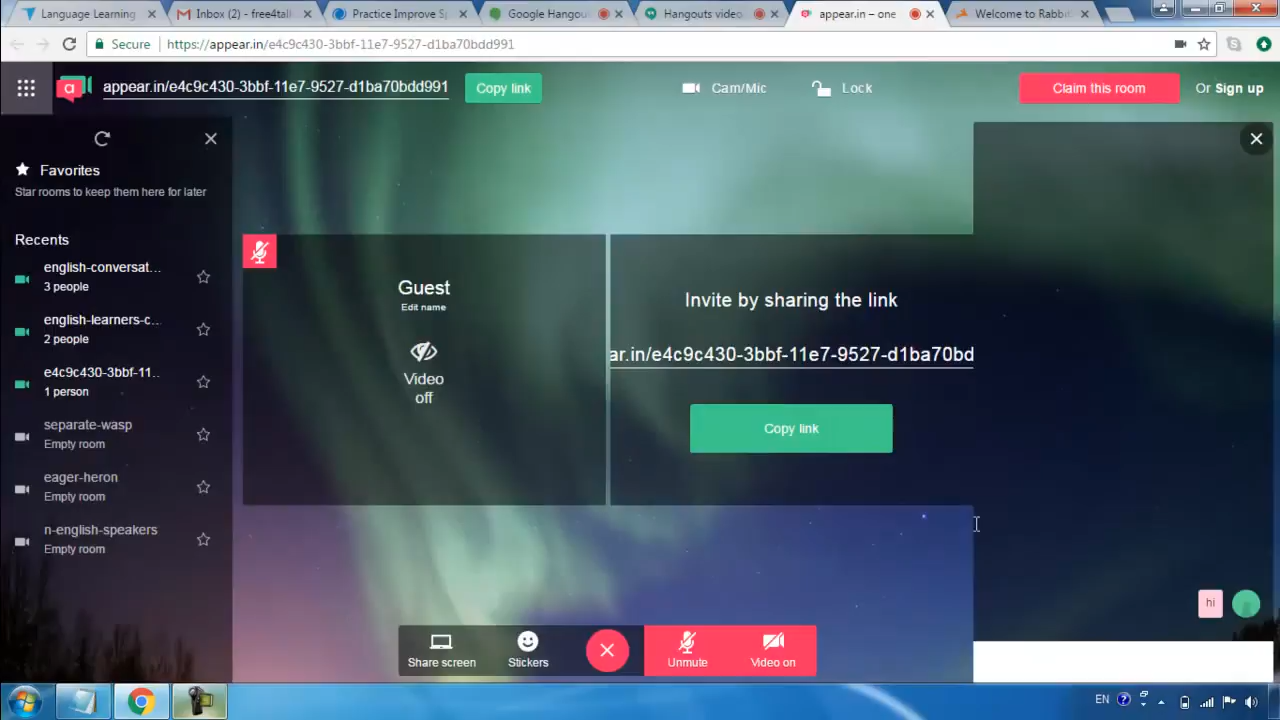 Language Learning
Inbox (2) - free4tall
Practice Improve Sp
Google Hangou
Hangouts video
appear.in – one
Welcome to Rabbit
Secure
https://appear.in/e4c9c430-3bbf-11e7-9527-d1ba70bdd991
a
appear.in/e4c9c430-3bbf-11e7-9527-d1ba70bdd991
Copy link
Cam/Mic
Lock
Claim this room
Or Sign up
Favorites
Star rooms to keep them here for later
Recents
english-conversat...
3 people
english-learners-c...
2 people
e4c9c430-3bbf-11...
1 person
separate-wasp
Empty room
eager-heron
Empty room
n-english-speakers
Empty room
Guest
Edit name
Video
off
Invite by sharing the link
ar.in/e4c9c430-3bbf-11e7-9527-d1ba70bd
Copy link
hi
Share screen
Stickers
Unmute
Video on
EN